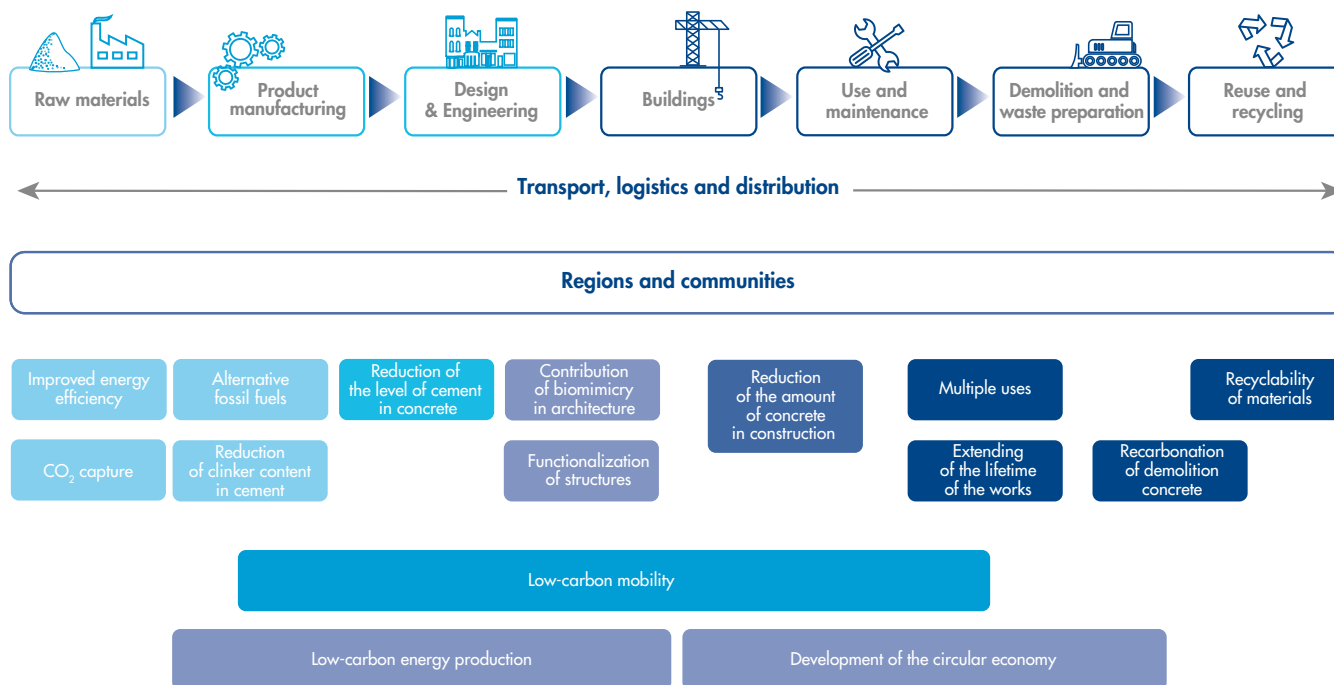 Raw materials
Product
manufacturing
Design
& Engineering
Buildings
Use and
maintenance
Demolition and
waste preparation
Reuse and
recycling
Transport, logistics and distribution
Regions and communities
Improved energy
efficiency
Alternative
fossil fuels
Reduction of
the level of cement
in concrete
Contribution
of biomimicry
in architecture
Reduction
of the amount
of concrete
in construction
Multiple uses
Recyclability
of materials
CO₂ capture
Reduction
of clinker content
in cement
Functionalization
of structures
Extending
of the lifetime
of the works
Recarbonation
of demolition
concrete
Low-carbon mobility
Low-carbon energy production
Development of the circular economy